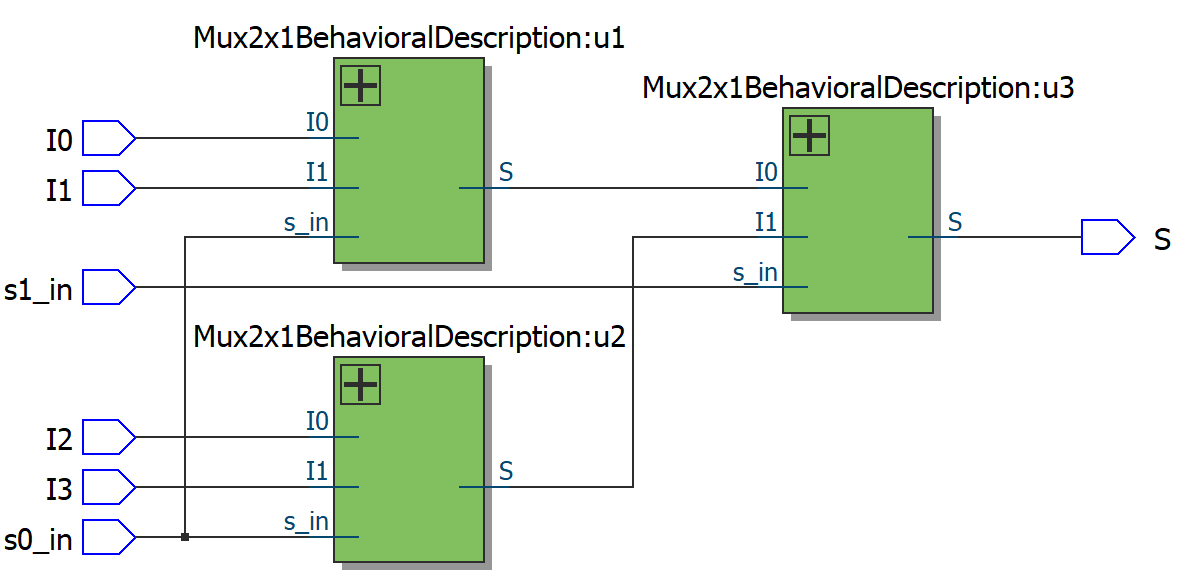 Mux2x1BehavioralDescription:u1
I0
I1
s_in
S
I0
I1
s1_in
Mux2x1BehavioralDescription:u3
I0
I1
s_in
S
S
Mux2x1BehavioralDescription:u2
I0
I1
s_in
S
I2
I3
s0_in